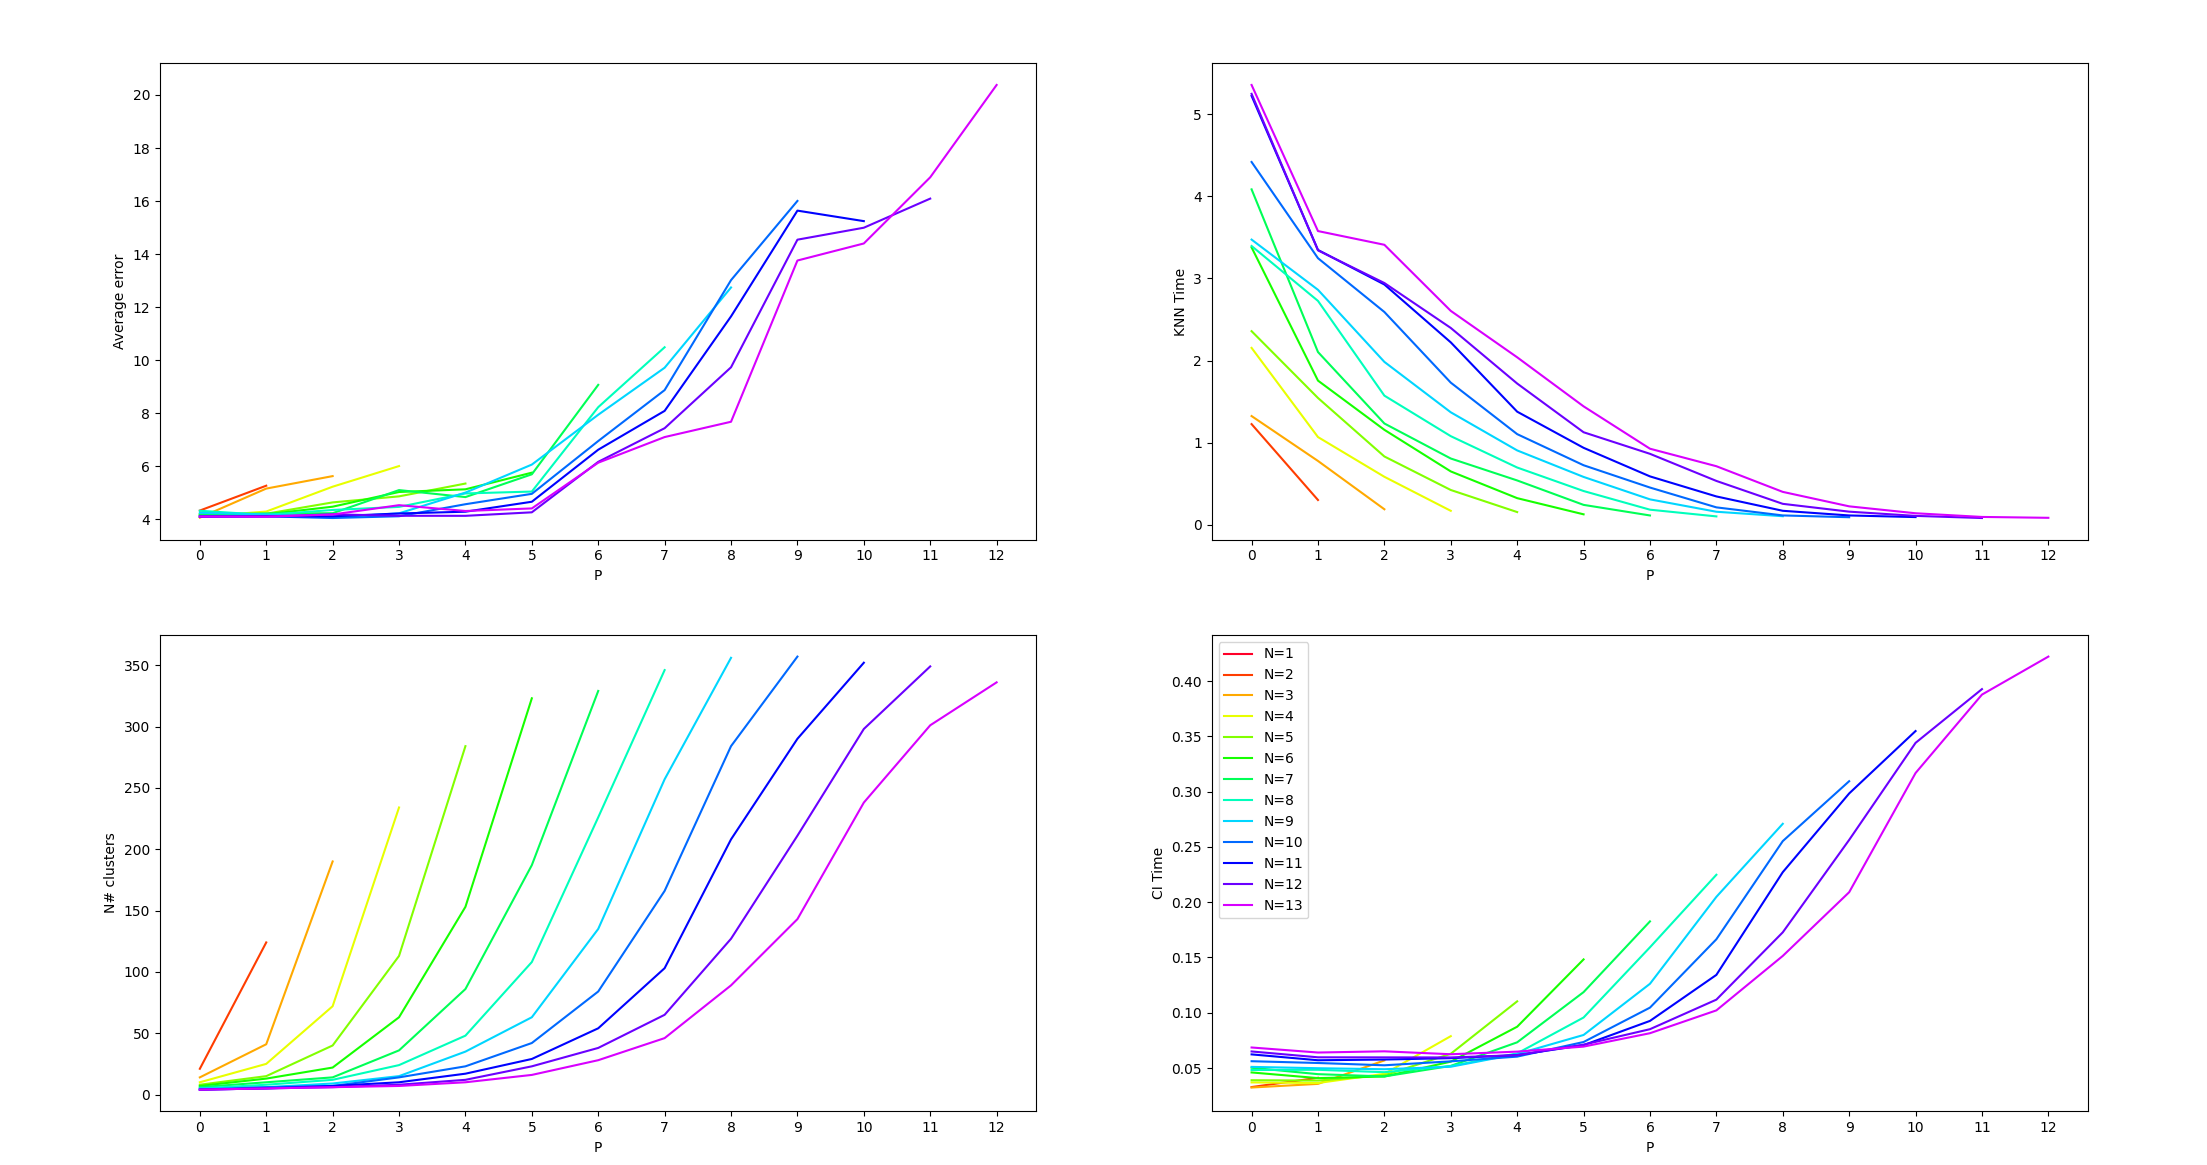 20
18
16
14
12
10
8
6
4
Average error
0 1 2 3 4 5 6 7 8 9 10 11 12
P
5
4
3
2
1
0
KNN Time
0 1 2 3 4 5 6 7 8 9 10 11 12
P
350
300
250
200
150
100
50
0
N# clusters
0 1 2 3 4 5 6 7 8 9 10 11 12
P
0.40
0.35
0.30
0.25
0.20
0.15
0.10
0.05
CI Time
N=1
N=2
N=3
N=4
N=5
N=6
N=7
N=8
N=9
N=10
N=11
N=12
N=13
0 1 2 3 4 5 6 7 8 9 10 11 12
P